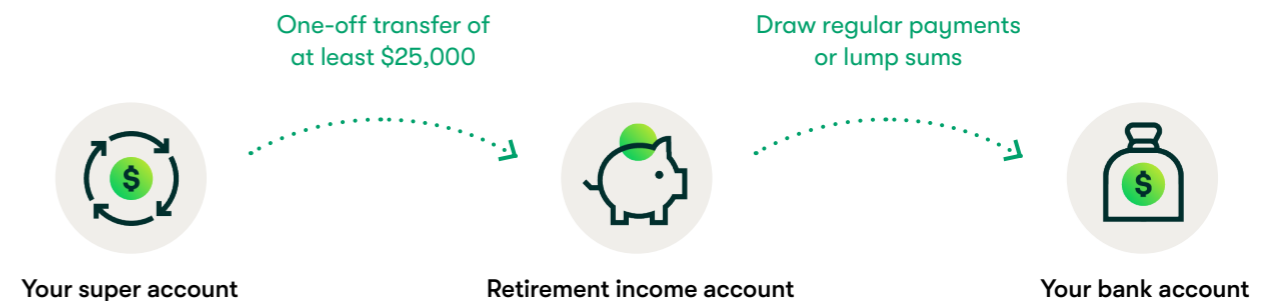 One-off transfer of
at least $25,000
Draw regular payments
or lump sums
$
$
Your super account
Retirement income account
Your bank account